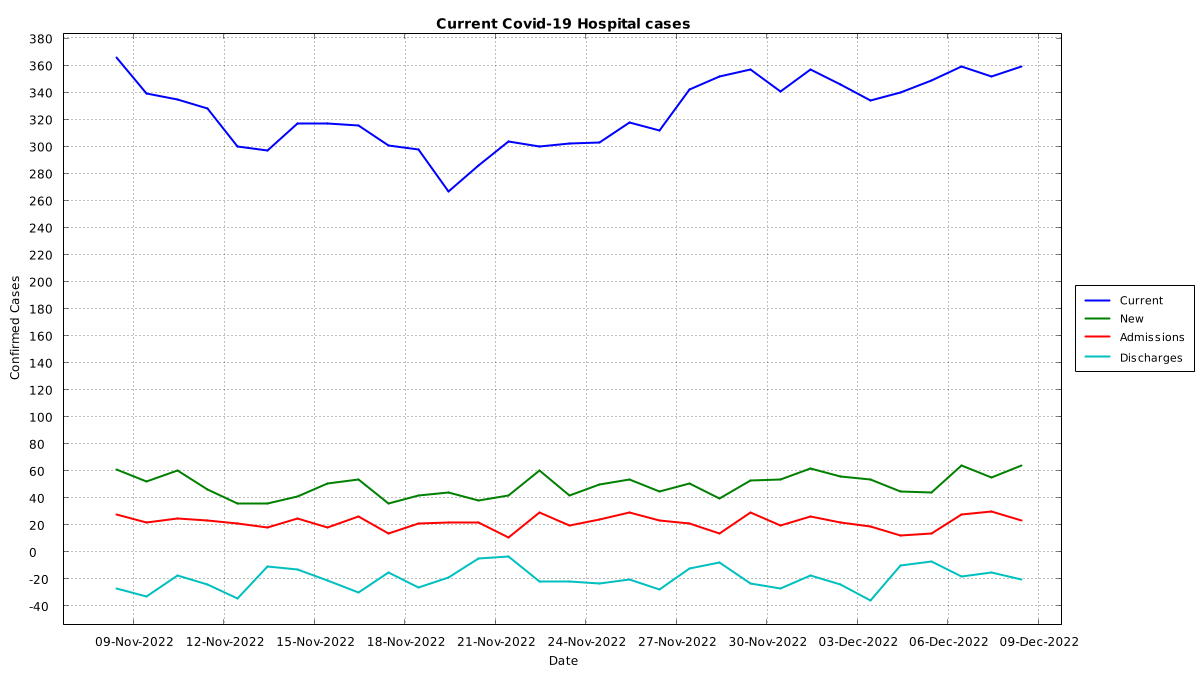 Current Covid-19 Hospital cases
380
360
340
320
300
280
260
240
220
200
180
160
140
120
100
80
60
40
20
0
-20
-40
Confirmed Cases
09-Nov-2022 12-Nov-2022 15-Nov-2022 18-Nov-2022 21-Nov-2022 24-Nov-2022 27-Nov-2022 30-Nov-2022 03-Dec-2022 06-Dec-2022 09-Dec-2022
Date
Current
New
Admissions
Discharges